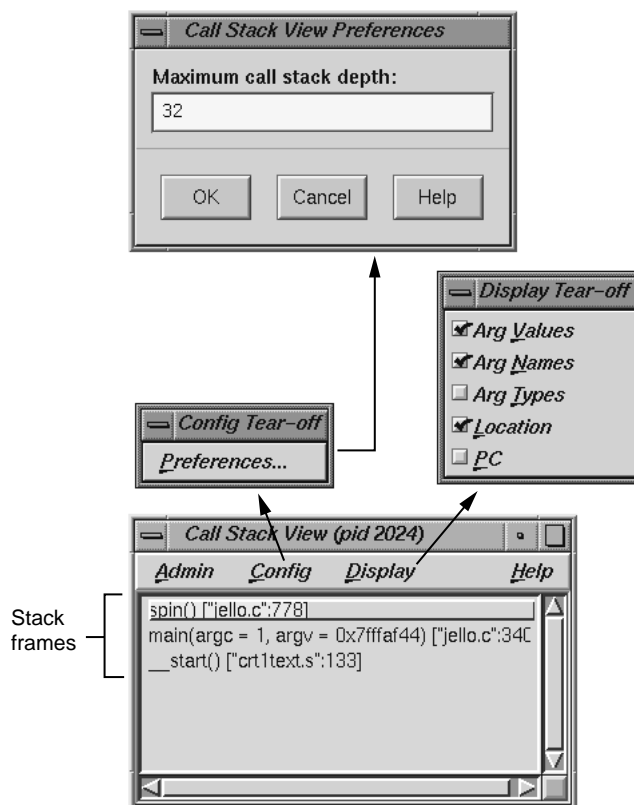 Call Stack View Preferences
Maximum call stack depth:
32
OK Cancel Help
Display Tear-off
Arg Values
Arg Names
Arg Types
Location
PC
Config Tear-off
Preferences...
Call Stack View (pid 2024)
Admin Config Display Help
Stack
frames
spin() ["jello.c":778]
main(argc = 1, argv = 0x7fffaf44) ["jello.c":340
__start() ["crt1text.s":133]